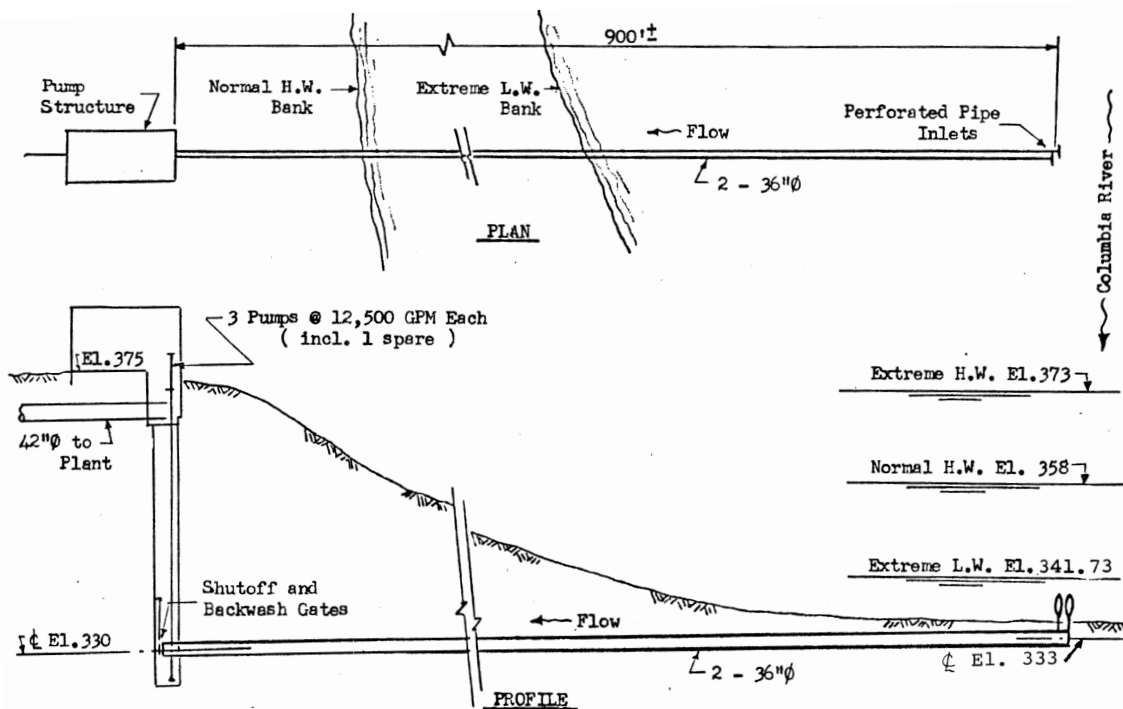 900'±
Pump
Structure
Normal H.W.
Bank
Extreme L.W.
Bank
Flow
Perforated Pipe
Inlets
2 - 36"ø
PLAN
Columbia River
3 Pumps @ 12,500 GPM Each
( incl. 1 spare )
El.375
Extreme H.W. El.373
42"ø to
Plant
Normal H.W. El. 358
Extreme L.W. El.341.73
Shutoff and
Backwash Gates
Flow
℄ El.330
℄ El. 333
2 - 36"ø
PROFILE